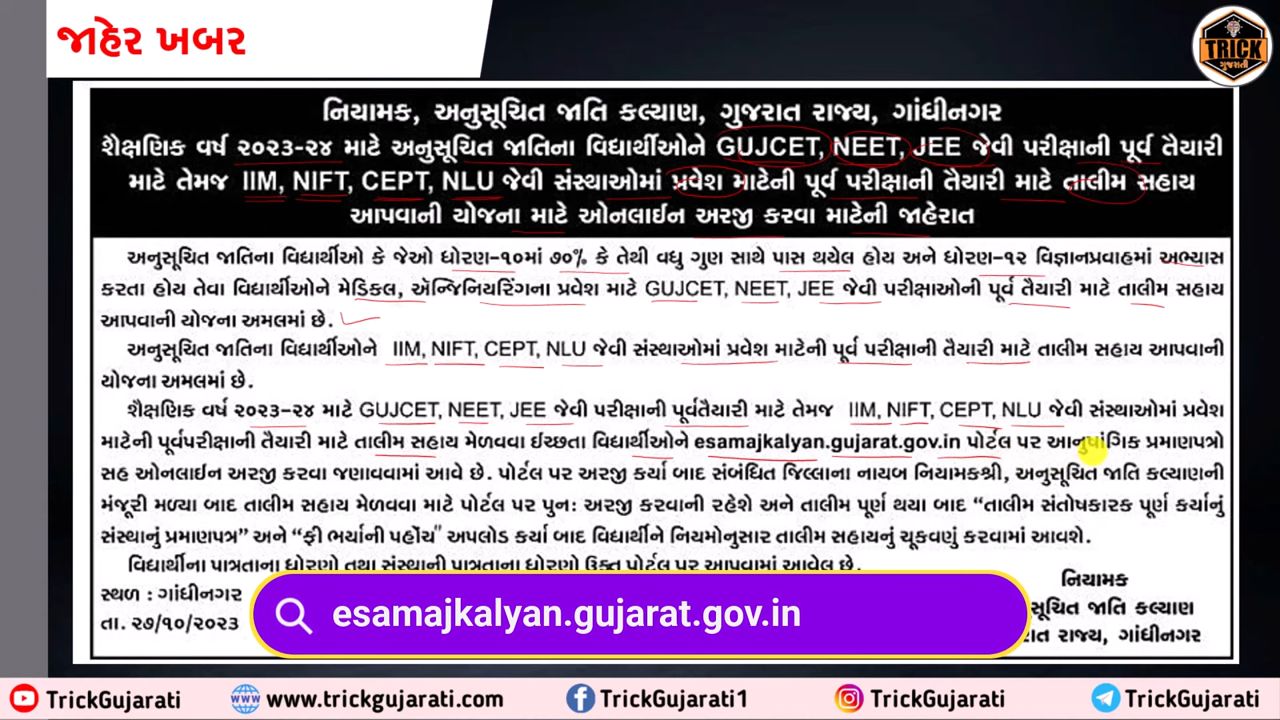 જાહેર ખબર
TRICK
ગુજરાતી
નિયામક, અનુસૂચિત જાતિ કલ્યાણ, ગુજરાત રાજ્ય, ગાંધીનગર
શૈક્ષણિક વર્ષ ૨૦૨૩-૨૪ માટે અનુસૂચિત જાતિના વિદ્યાર્થીઓને GUJCET, NEET, JEE જેવી પરીક્ષાની પૂર્વ તૈયારી
માટે તેમજ IIM, NIFT, CEPT, NLU જેવી સંસ્થાઓમાં પ્રવેશ માટેની પૂર્વ પરીક્ષાની તૈયારી માટે તાલીમ સહાય
આપવાની યોજના માટે ઓનલાઈન અરજી કરવા માટેની જાહેરાત
અનુસૂચિત જાતિના વિદ્યાર્થીઓ કે જેઓ ધોરણ-૧૦માં ૭૦% કે તેથી વધુ ગુણ સાથે પાસ થયેલ હોય અને ધોરણ-૧૨ વિજ્ઞાનપ્રવાહમાં અભ્યાસ
કરતા હોય તેવા વિદ્યાર્થીઓને મેડિકલ, ઍન્જિનિયરિંગના પ્રવેશ માટે GUJCET, NEET, JEE જેવી પરીક્ષાઓની પૂર્વ તૈયારી માટે તાલીમ સહાય
આપવાની યોજના અમલમાં છે.
અનુસૂચિત જાતિના વિદ્યાર્થીઓને IIM, NIFT, CEPT, NLU જેવી સંસ્થાઓમાં પ્રવેશ માટેની પૂર્વ પરીક્ષાની તૈયારી માટે તાલીમ સહાય આપવાની
યોજના અમલમાં છે.
શૈક્ષણિક વર્ષ ૨૦૨૩-૨૪ માટે GUJCET, NEET, JEE જેવી પરીક્ષાની પૂર્વતૈયારી માટે તેમજ IIM, NIFT, CEPT, NLU જેવી સંસ્થાઓમાં પ્રવેશ
માટેની પૂર્વપરીક્ષાની તૈયારી માટે તાલીમ સહાય મેળવવા ઈચ્છતા વિદ્યાર્થીઓને esamajkalyan.gujarat.gov.in પોર્ટલ પર આનુષાંગિક પ્રમાણપત્રો
સહ ઓનલાઈન અરજી કરવા જણાવવામાં આવે છે. પોર્ટલ પર અરજી કર્યા બાદ સંબંધિત જિલ્લાના નાયબ નિયામકશ્રી, અનુસૂચિત જાતિ કલ્યાણની
મંજૂરી મળ્યા બાદ તાલીમ સહાય મેળવવા માટે પોર્ટલ પર પુનઃ અરજી કરવાની રહેશે અને તાલીમ પૂર્ણ થયા બાદ “તાલીમ સંતોષકારક પૂર્ણ કર્યાનું
સંસ્થાનું પ્રમાણપત્ર” અને “ફી ભર્યાની પહોંચ" અપલોડ કર્યા બાદ વિદ્યાર્થીને નિયમોનુસાર તાલીમ સહાયનું ચૂકવણું કરવામાં આવશે.
વિદ્યાર્થીના પાત્રતાના ધોરણો તથા સંસ્થાની પાત્રતાના ધોરણો ઉક્ત પોર્ટલ પર આપવામાં આવેલ છે.
નિયામક
સ્થળ : ગાંધીનગર
સૂચિત જાતિ કલ્યાણ
તા. ૨૭/૧૦/૨૦૨૩
રાજ્ય, ગાંધીનગર
esamajkalyan.gujarat.gov.in
TrickGujarati www.trickgujarati.com TrickGujarati1 TrickGujarati TrickGujarati